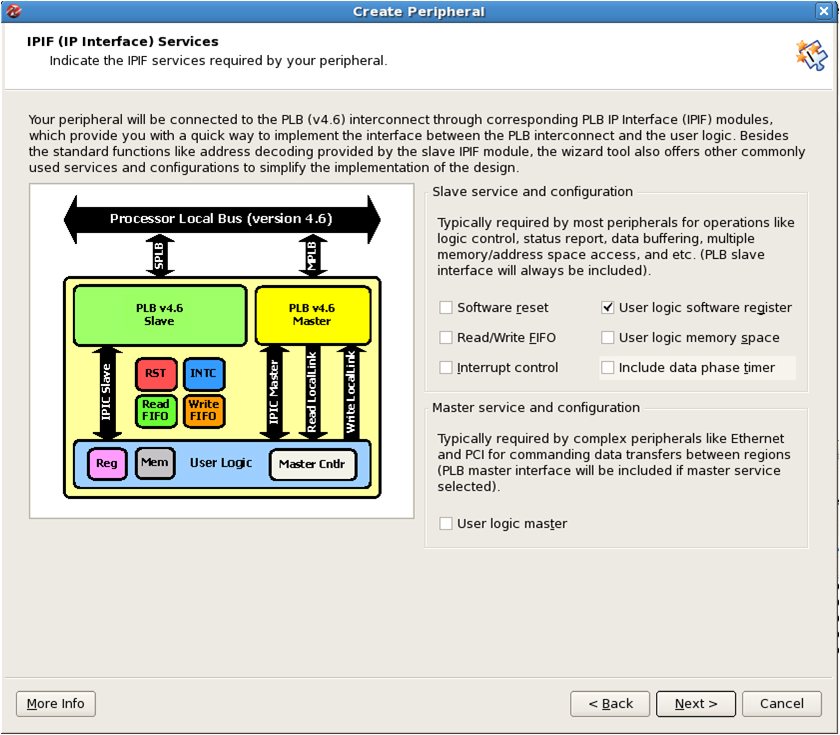 Create Peripheral
IPIF (IP Interface) Services
Indicate the IPIF services required by your peripheral.
Your peripheral will be connected to the PLB (v4.6) interconnect through corresponding PLB IP Interface (IPIF) modules,
which provide you with a quick way to implement the interface between the PLB interconnect and the user logic. Besides
the standard functions like address decoding provided by the slave IPIF module, the wizard tool also offers other commonly
used services and configurations to simplify the implementation of the design.
Processor Local Bus (version 4.6)
SPLB
MPLB
PLB v4.6
Slave
PLB v4.6
Master
IPIC Slave
RST
INTC
Read
FIFO
Write
FIFO
IPIC Master
Read LocalLink
Write LocalLink
Reg
Mem
User Logic
Master Cntlr
Slave service and configuration
Typically required by most peripherals for operations like
logic control, status report, data buffering, multiple
memory/address space access, and etc. (PLB slave
interface will always be included).
Software reset
User logic software register
Read/Write FIFO
User logic memory space
Interrupt control
Include data phase timer
Master service and configuration
Typically required by complex peripherals like Ethernet
and PCI for commanding data transfers between regions
(PLB master interface will be included if master service
selected).
User logic master
More Info
< Back
Next >
Cancel